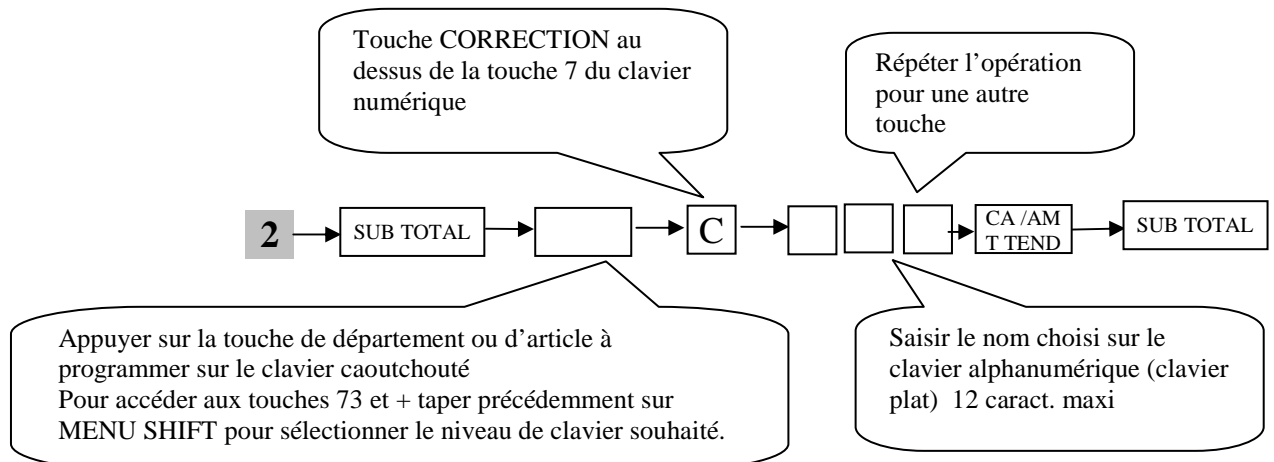 Touche CORRECTION au
dessus de la touche 7 du clavier
numérique
Répéter l’opération
pour une autre
touche
2
SUB TOTAL
C
CA /AM
T TEND
SUB TOTAL
Appuyer sur la touche de département ou d’article à
programmer sur le clavier caoutchouté
Pour accéder aux touches 73 et + taper précédemment sur
MENU SHIFT pour sélectionner le niveau de clavier souhaité.
Saisir le nom choisi sur le
clavier alphanumérique (clavier
plat)  12 caract. maxi